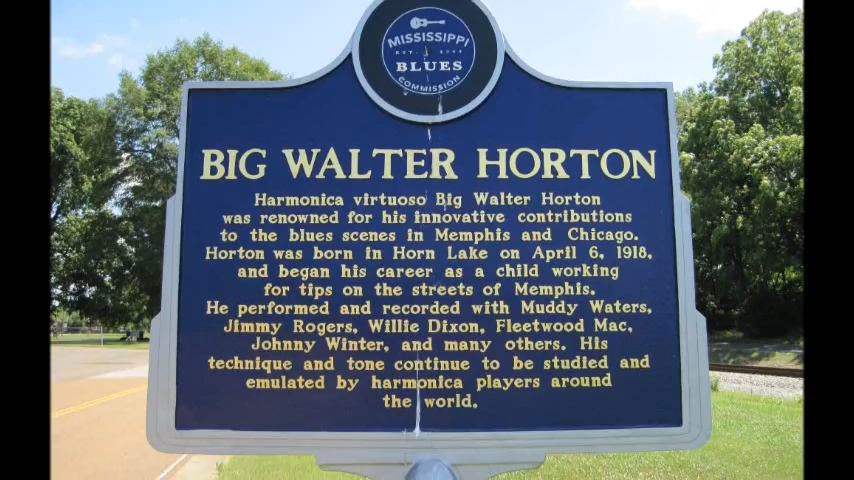 MISSISSIPPI
BLUES
COMMISSION
BIG WALTER HORTON
Harmonica virtuoso Big Walter Horton
was renowned for his innovative contributions
to the blues scenes in Memphis and Chicago.
Horton was born in Horn Lake on April 6, 1918,
and began his career as a child working
for tips on the streets of Memphis.
He performed and recorded with Muddy Waters,
Jimmy Rogers, Willie Dixon, Fleetwood Mac,
Johnny Winter, and many others. His
technique and tone continue to be studied and
emulated by harmonica players around
the world.